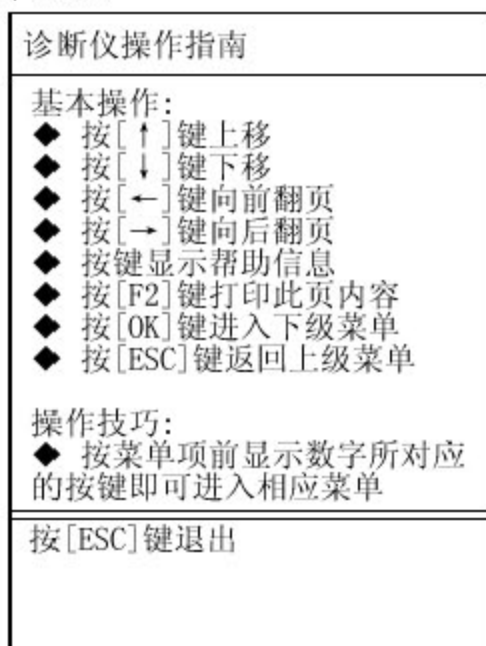 诊断仪操作指南
基本操作:
◆ 按[↑]键上移
◆ 按[↓]键下移
◆ 按[←]键向前翻页
◆ 按[→]键向后翻页
◆ 按键显示帮助信息
◆ 按[F2]键打印此页内容
◆ 按[OK]键进入下级菜单
◆ 按[ESC]键返回上级菜单
操作技巧:
◆ 按菜单项前显示数字所对应
的按键即可进入相应菜单
按[ESC]键退出